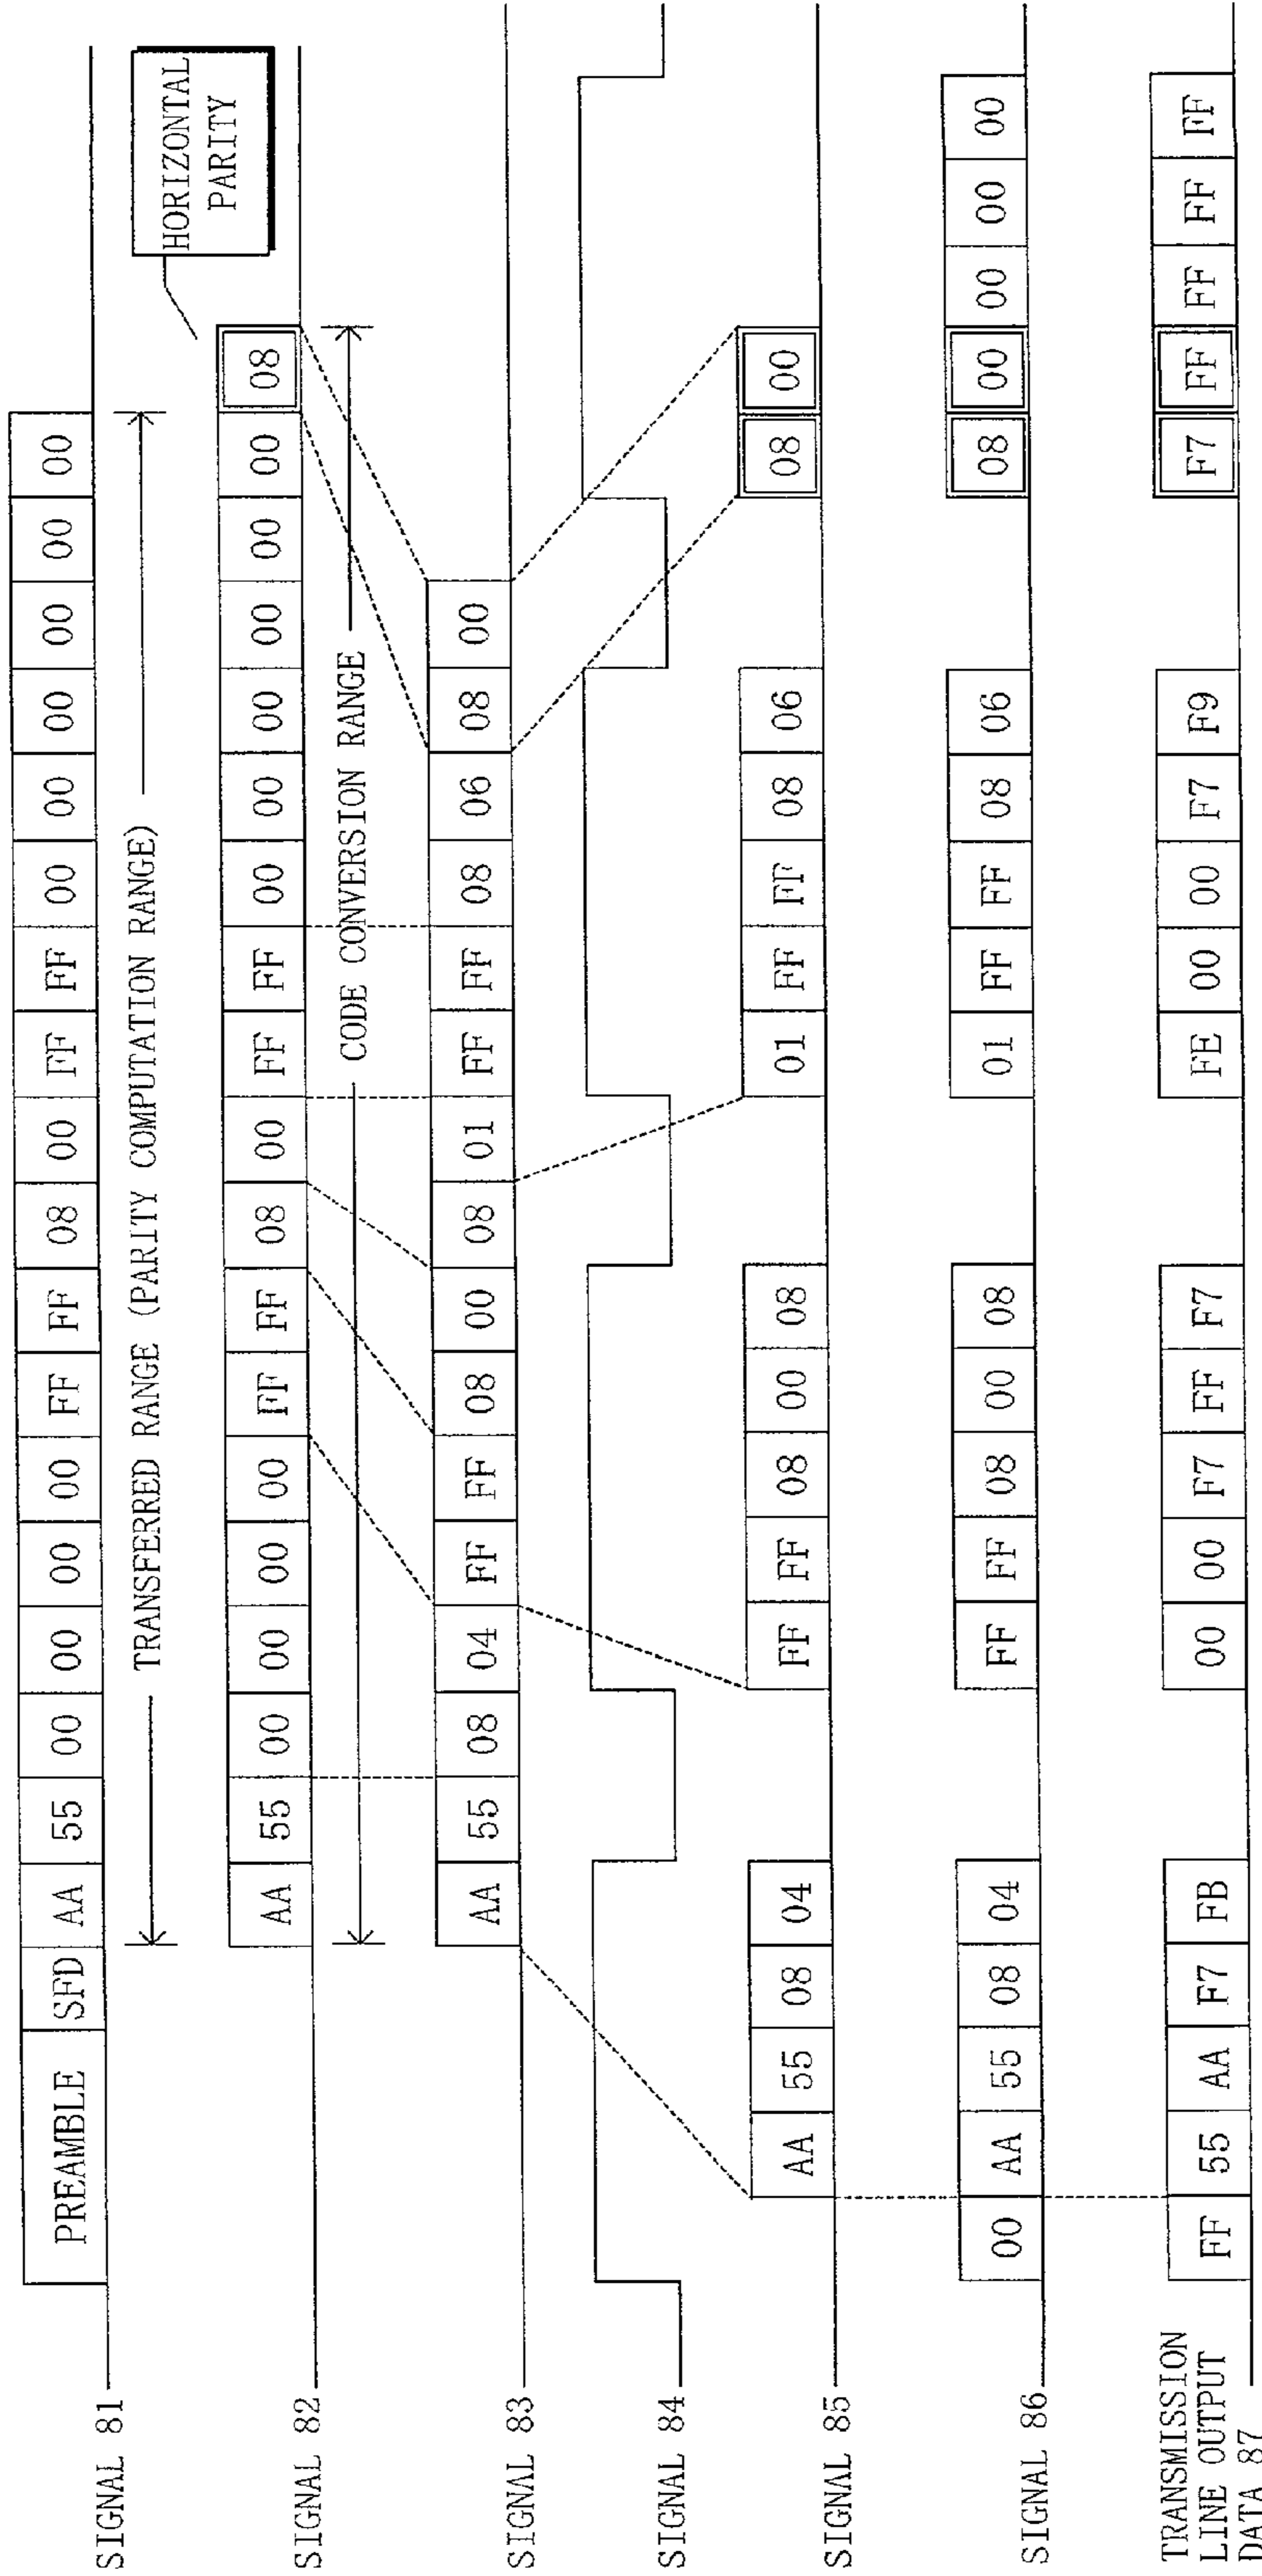 SIGNAL 81 PREAMBLE SFD AA 55 00 00 00 00 FF FF 08 00 FF FF 00 00 00 00 00 00
TRANSFERRED RANGE (PARITY COMPUTATION RANGE)
HORIZONTAL
PARITY
SIGNAL 82 AA 55 00 00 00 00 FF FF 08 00 FF FF 00 00 00 00 00 00 08
CODE CONVERSION RANGE
SIGNAL 83 AA 55 08 04 FF FF 08 00 08 01 FF FF 08 06 08 00
SIGNAL 84
SIGNAL 85 AA 55 08 04 FF FF 08 00 08 01 FF FF 08 06 08 00
SIGNAL 86 00 AA 55 08 04 FF FF 08 00 08 01 FF FF 08 06 08 00 00 00 00
TRANSMISSION
LINE OUTPUT
DATA 87 FF 55 AA F7 FB 00 00 F7 FF F7 FE 00 00 F7 F9 F7 FF FF FF FF